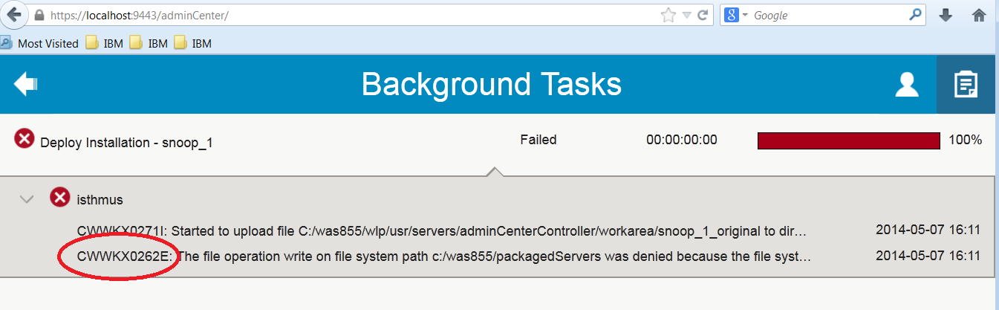 https://localhost:9443/adminCenter/
Google
Most Visited IBM IBM IBM
Background Tasks
Deploy Installation - snoop_1 Failed 00:00:00:00 100%
isthmus
CWWKX0271I: Started to upload file C:/was855/wlp/usr/servers/adminCenterController/workarea/snoop_1_original to dir… 2014-05-07 16:11
CWWKX0262E: The file operation write on file system path c:/was855/packagedServers was denied because the file syst… 2014-05-07 16:11